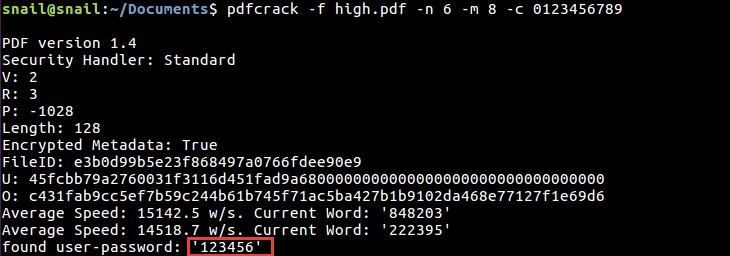 snail@snail:~/Documents$ pdfcrack -f high.pdf -n 6 -m 8 -c 0123456789
PDF version 1.4
Security Handler: Standard
V: 2
R: 3
P: -1028
Length: 128
Encrypted Metadata: True
FileID: e3b0d99b5e23f868497a0766fdee90e9
U: 45fcbb79a2760031f3116d451fad9a6800000000000000000000000000000000
O: c431fab9cc5ef7b59c244b61b745f71ac5ba427b1b9102da468e77127f1e69d6
Average Speed: 15142.5 w/s. Current Word: '848203'
Average Speed: 14518.7 w/s. Current Word: '222395'
found user-password: '123456'